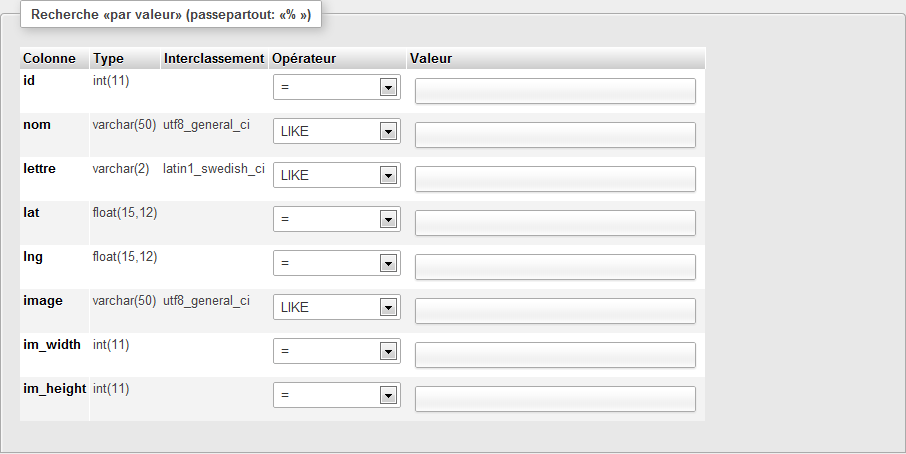 Recherche «par valeur» (passepartout: «% »)
Colonne Type Interclassement Opérateur Valeur
id int(11) =
nom varchar(50) utf8_general_ci LIKE
lettre varchar(2) latin1_swedish_ci LIKE
lat float(15,12) =
lng float(15,12) =
image varchar(50) utf8_general_ci LIKE
im_width int(11) =
im_height int(11) =